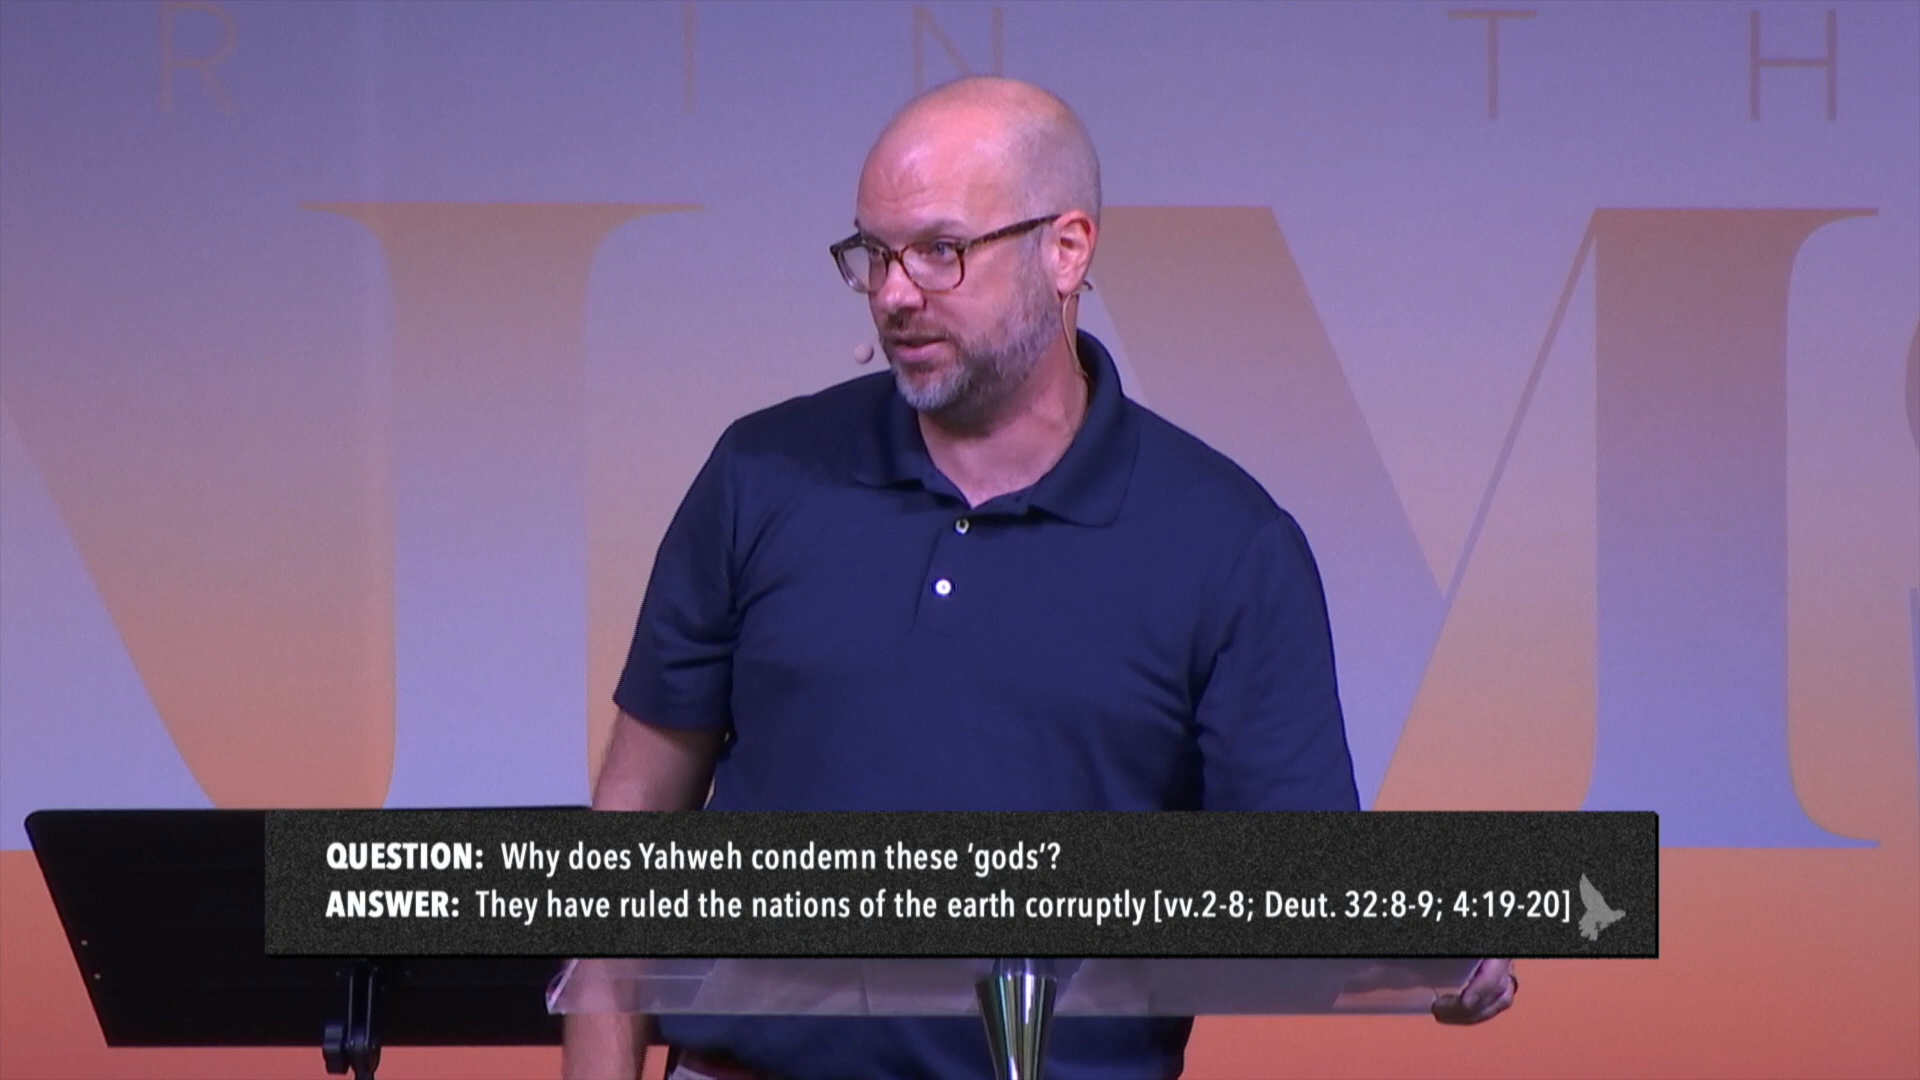 R I N T H
M
QUESTION: Why does Yahweh condemn these ‘gods’?
ANSWER: They have ruled the nations of the earth corruptly [vv.2-8; Deut. 32:8-9; 4:19-20]